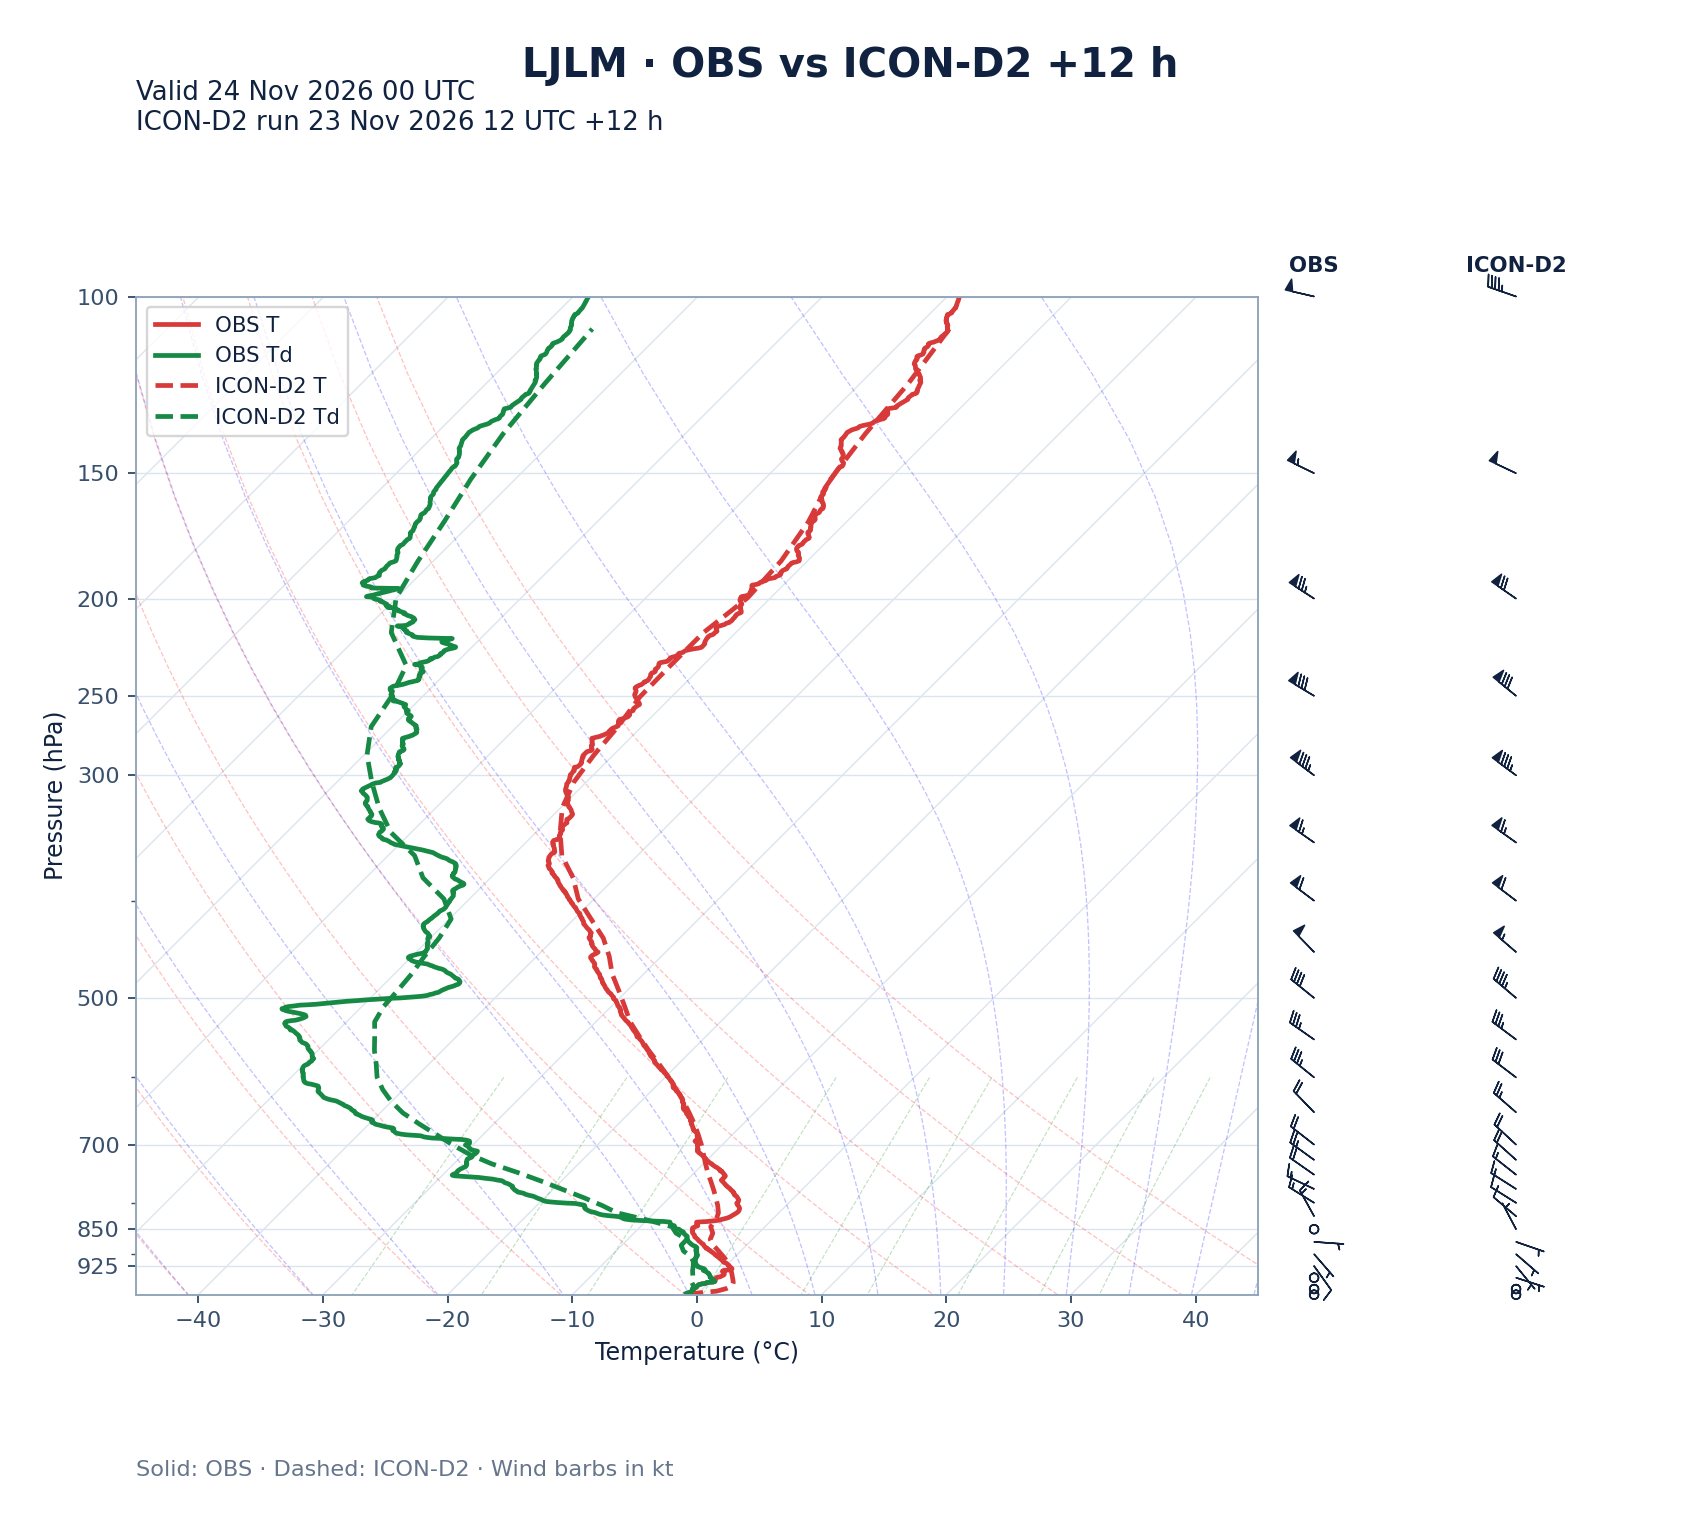 LJLM · OBS vs ICON-D2 +12 h
Valid 24 Nov 2026 00 UTC
ICON-D2 run 23 Nov 2026 12 UTC +12 h
OBS
ICON-D2
OBS T
OBS Td
ICON-D2 T
ICON-D2 Td
Pressure (hPa)
100
150
200
250
300
500
700
850
925
−40
−30
−20
−10
0
10
20
30
40
Temperature (°C)
Solid: OBS · Dashed: ICON-D2 · Wind barbs in kt